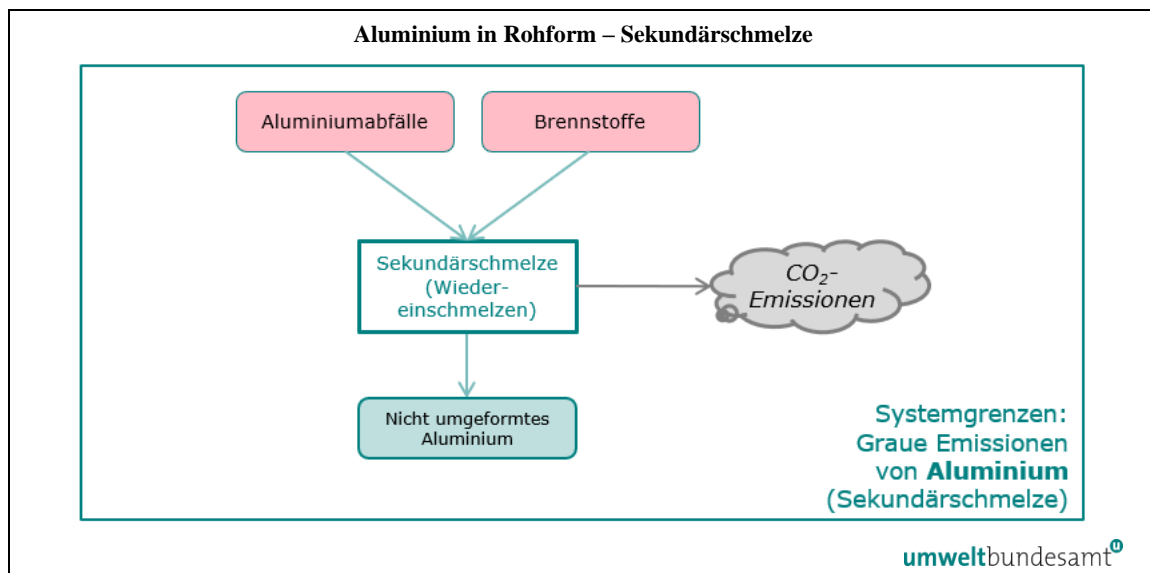 Aluminium in Rohform – Sekundärschmelze
Aluminiumabfälle
Brennstoffe
Sekundärschmelze
(Wieder-
einschmelzen)
CO₂-
Emissionen
Nicht umgeformtes
Aluminium
Systemgrenzen:
Graue Emissionen
von Aluminium
(Sekundärschmelze)
umweltbundesamt
u